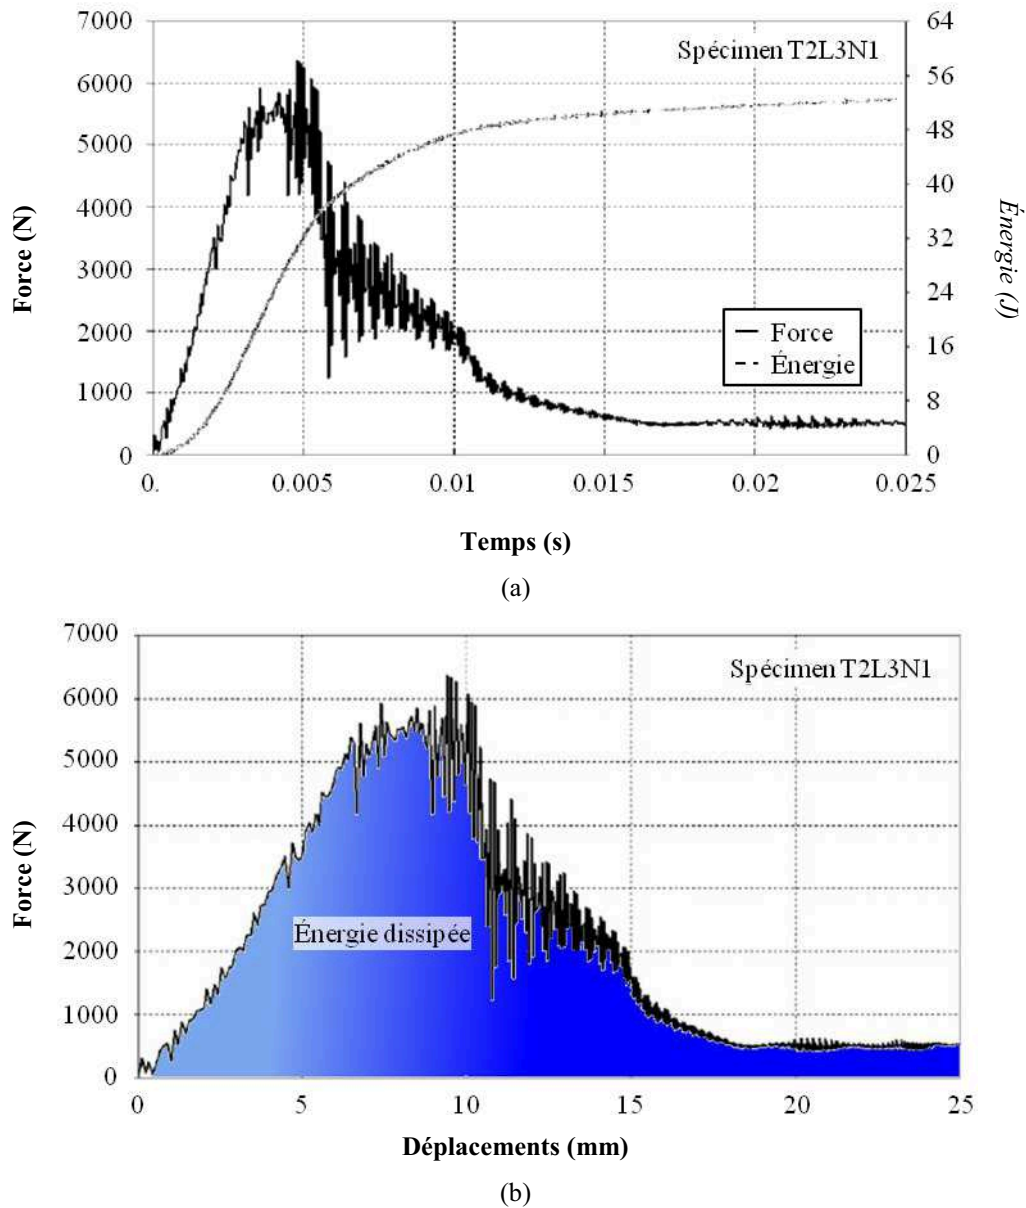 7000
64
Spécimen T2L3N1
6000
56
5000
48
4000
40
3000
32
2000
24
1000
16
0
8
0
Force (N)
Énergie (J)
Force
Énergie
0. 0.005 0.01 0.015 0.02 0.025
Temps (s)
(a)
7000
Spécimen T2L3N1
6000
5000
4000
3000
2000
1000
0
Force (N)
Énergie dissipée
0 5 10 15 20 25
Déplacements (mm)
(b)